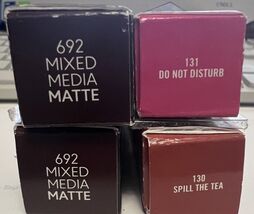 692
MIXED
MEDIA
MATTE
131
DO NOT DISTURB
692
MIXED
MEDIA
MATTE
130
SPILL THE TEA